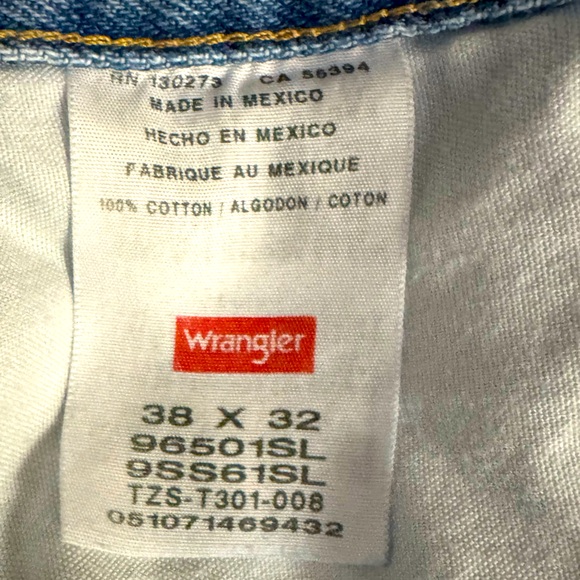 RN 130273 CA 56394
MADE IN MEXICO
HECHO EN MEXICO
FABRIQUE AU MEXIQUE
100% COTTON / ALGODON / COTON
Wrangler
38 X 32
96501SL
9SS61SL
TZS-T301-008
051071469432